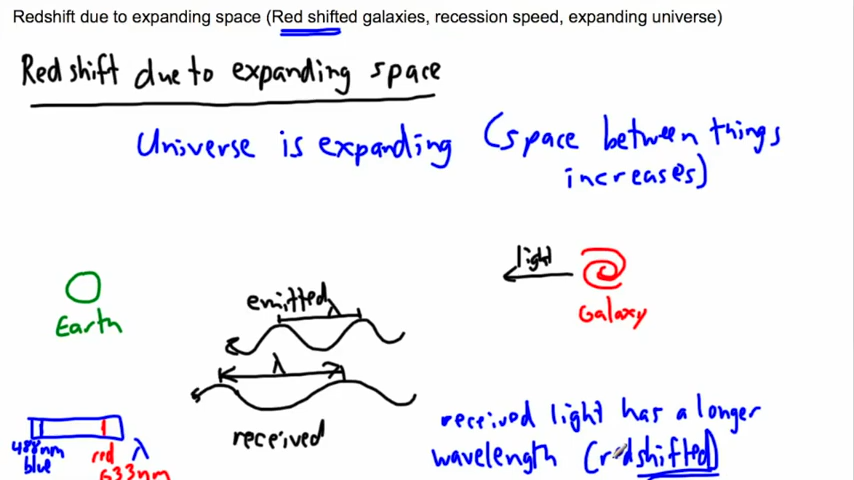 Redshift due to expanding space (Red shifted galaxies, recession speed, expanding universe)
Red shift due to expanding space
Universe is expanding (space between things
increases)
light
Galaxy
Earth
emitted
λ
λ
received
received light has a longer
wavelength (redshifted)
488nm
blue
red
λ
633nm